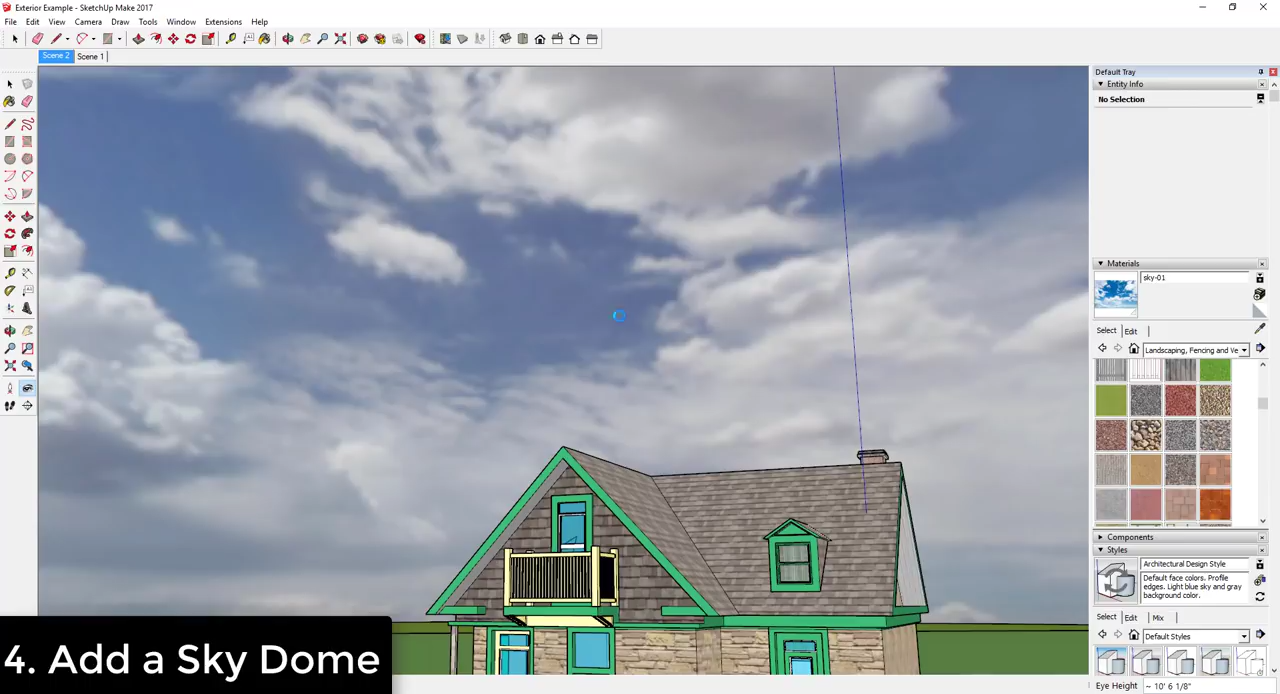 Exterior Example - SketchUp Make 2017
File Edit View Camera Draw Tools Window Extensions Help
Scene 2 Scene 1
Default Tray
Entity Info
No Selection
Materials
sky-01
Select Edit
Landscaping, Fencing and Ve
Components
Styles
Architectural Design Style
Default face colors. Profile
edges. Light blue sky and gray
background color.
Select Edit Mix
Default Styles
4. Add a Sky Dome
Eye Height ~ 10' 6 1/8"